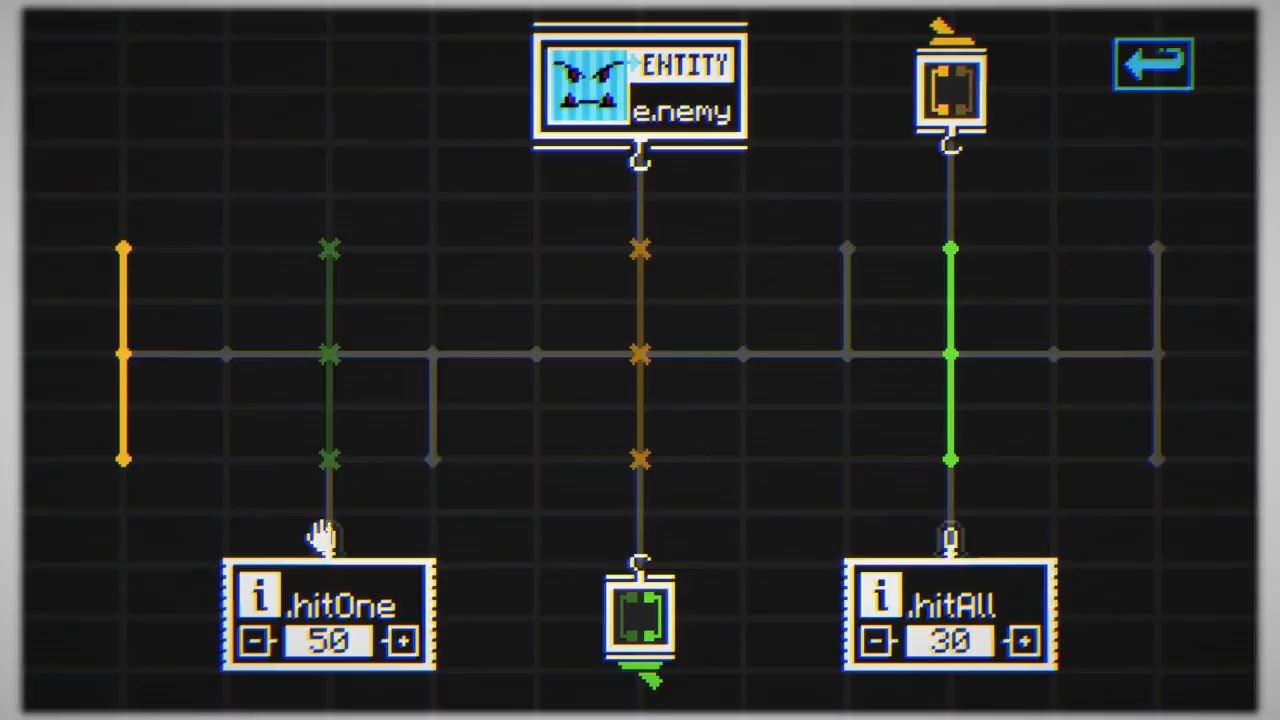 ENTITY
e.nemy
i .hitOne
- 50 +
i .hitAll
- 30 +